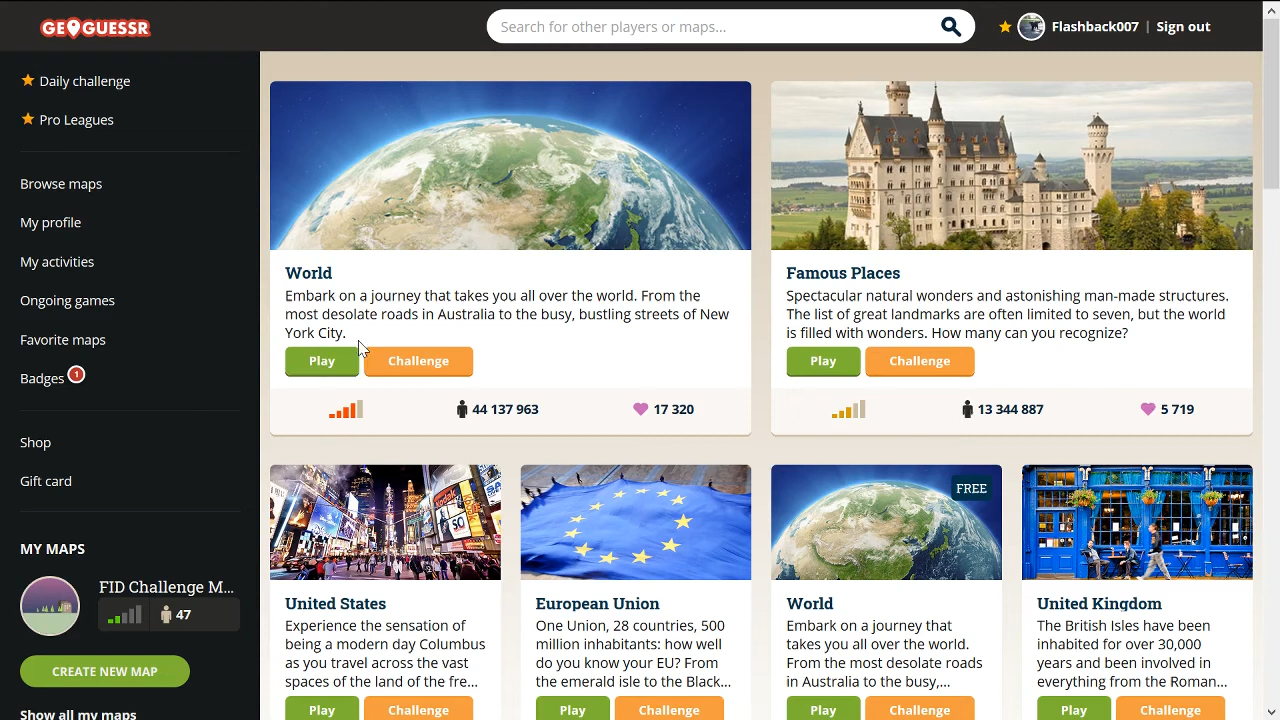 GEOGUESSR
Search for other players or maps...
Flashback007 | Sign out
Daily challenge
Pro Leagues
Browse maps
My profile
My activities
Ongoing games
Favorite maps
Badges 1
Shop
Gift card
MY MAPS
FID Challenge M...
47
CREATE NEW MAP
Show all my maps
World
Embark on a journey that takes you all over the world. From the
most desolate roads in Australia to the busy, bustling streets of New
York City.
Play Challenge
44 137 963 17 320
Famous Places
Spectacular natural wonders and astonishing man-made structures.
The list of great landmarks are often limited to seven, but the world
is filled with wonders. How many can you recognize?
Play Challenge
13 344 887 5 719
United States
Experience the sensation of
being a modern day Columbus
as you travel across the vast
spaces of the land of the fre...
Play Challenge
European Union
One Union, 28 countries, 500
million inhabitants: how well
do you know your EU? From
the emerald isle to the Black...
Play Challenge
FREE
World
Embark on a journey that
takes you all over the world.
From the most desolate roads
in Australia to the busy,...
Play Challenge
United Kingdom
The British Isles have been
inhabited for over 30,000
years and been involved in
everything from the Roman...
Play Challenge